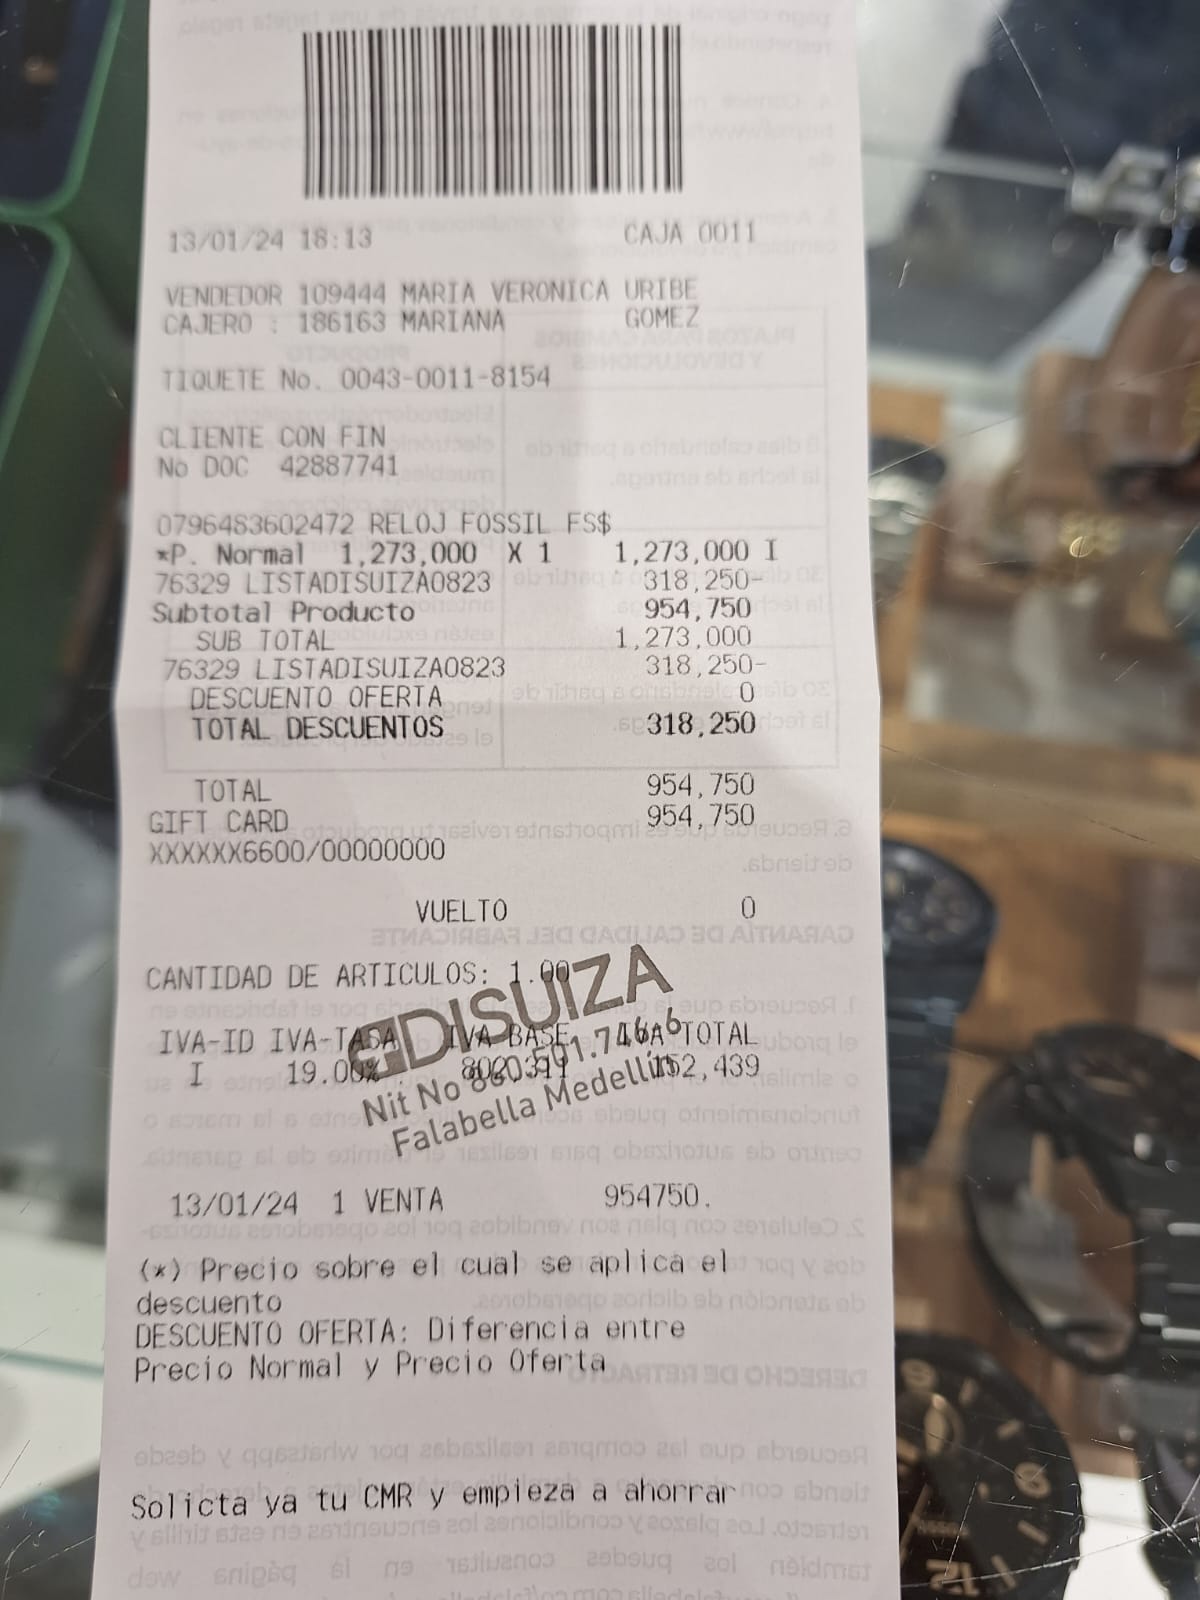 13/01/24 18:13 CAJA 0011
VENDEDOR 109444 MARIA VERONICA URIBE
CAJERO : 186163 MARIANA GOMEZ
TIQUETE No. 0043-0011-8154
CLIENTE CON FIN
No DOC 42887741
0796483602472 RELOJ FOSSIL FS$
*P. Normal 1,273,000 X 1 1,273,000 I
76329 LISTADISUIZA0823 318,250-
Subtotal Producto 954,750
SUB TOTAL 1,273,000
76329 LISTADISUIZA0823 318,250-
DESCUENTO OFERTA 0
TOTAL DESCUENTOS 318,250
TOTAL 954,750
GIFT CARD 954,750
XXXXXX6600/00000000
VUELTO 0
CANTIDAD DE ARTICULOS: 1.00
DISUIZA
IVA-ID IVA-TASA IVA BASE IVA TOTAL
I 19.00% 152,439
Nit No
Falabella Medellín
13/01/24 1 VENTA 954750.
(*) Precio sobre el cual se aplica el
descuento
DESCUENTO OFERTA: Diferencia entre
Precio Normal y Precio Oferta
Solicta ya tu CMR y empieza a ahorrar